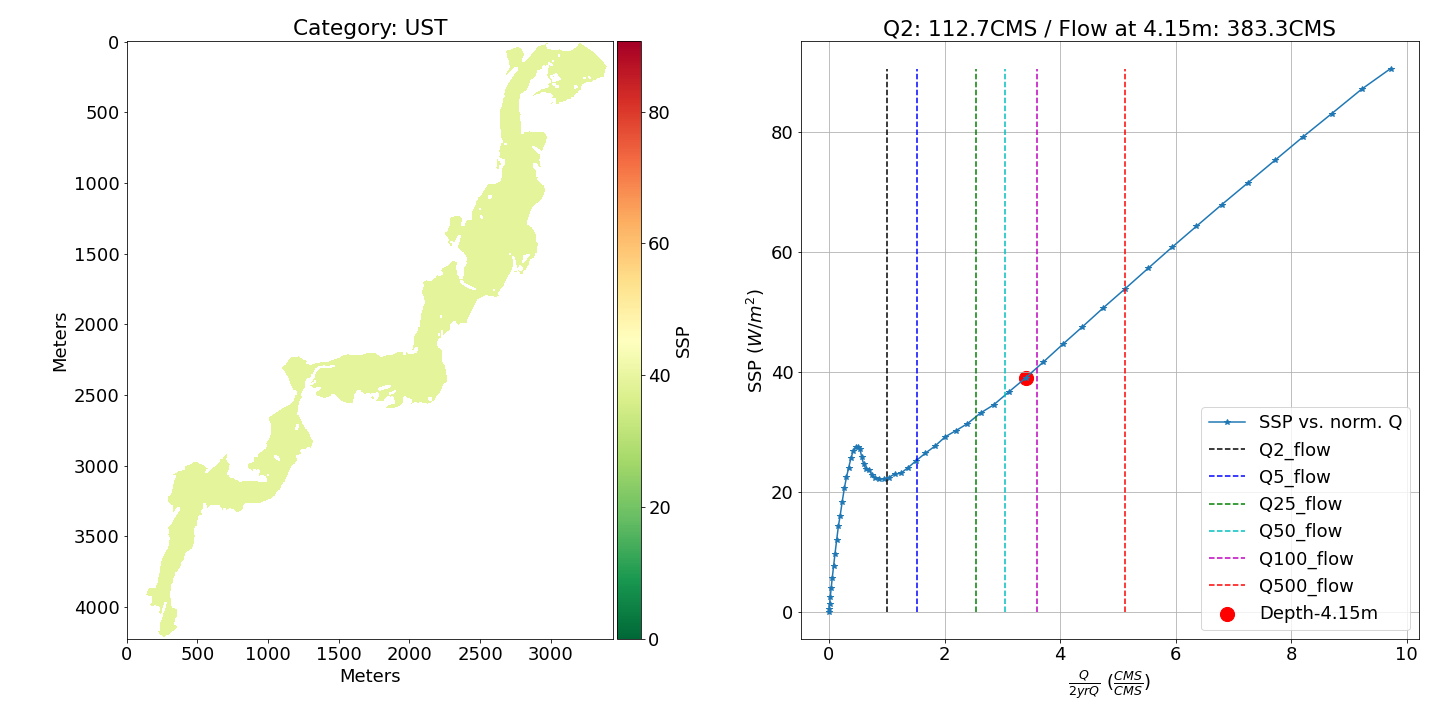 Category: UST
0
500
1000
1500
2000
2500
3000
3500
4000
Meters
0 500 1000 1500 2000 2500 3000
Meters
80
60
40
20
0
SSP
Q2: 112.7CMS / Flow at 4.15m: 383.3CMS
80
60
40
20
0
SSP (W/m²)
0 2 4 6 8 10
Q/2yrQ (CMS/CMS)
SSP vs. norm. Q
Q2_flow
Q5_flow
Q25_flow
Q50_flow
Q100_flow
Q500_flow
Depth-4.15m